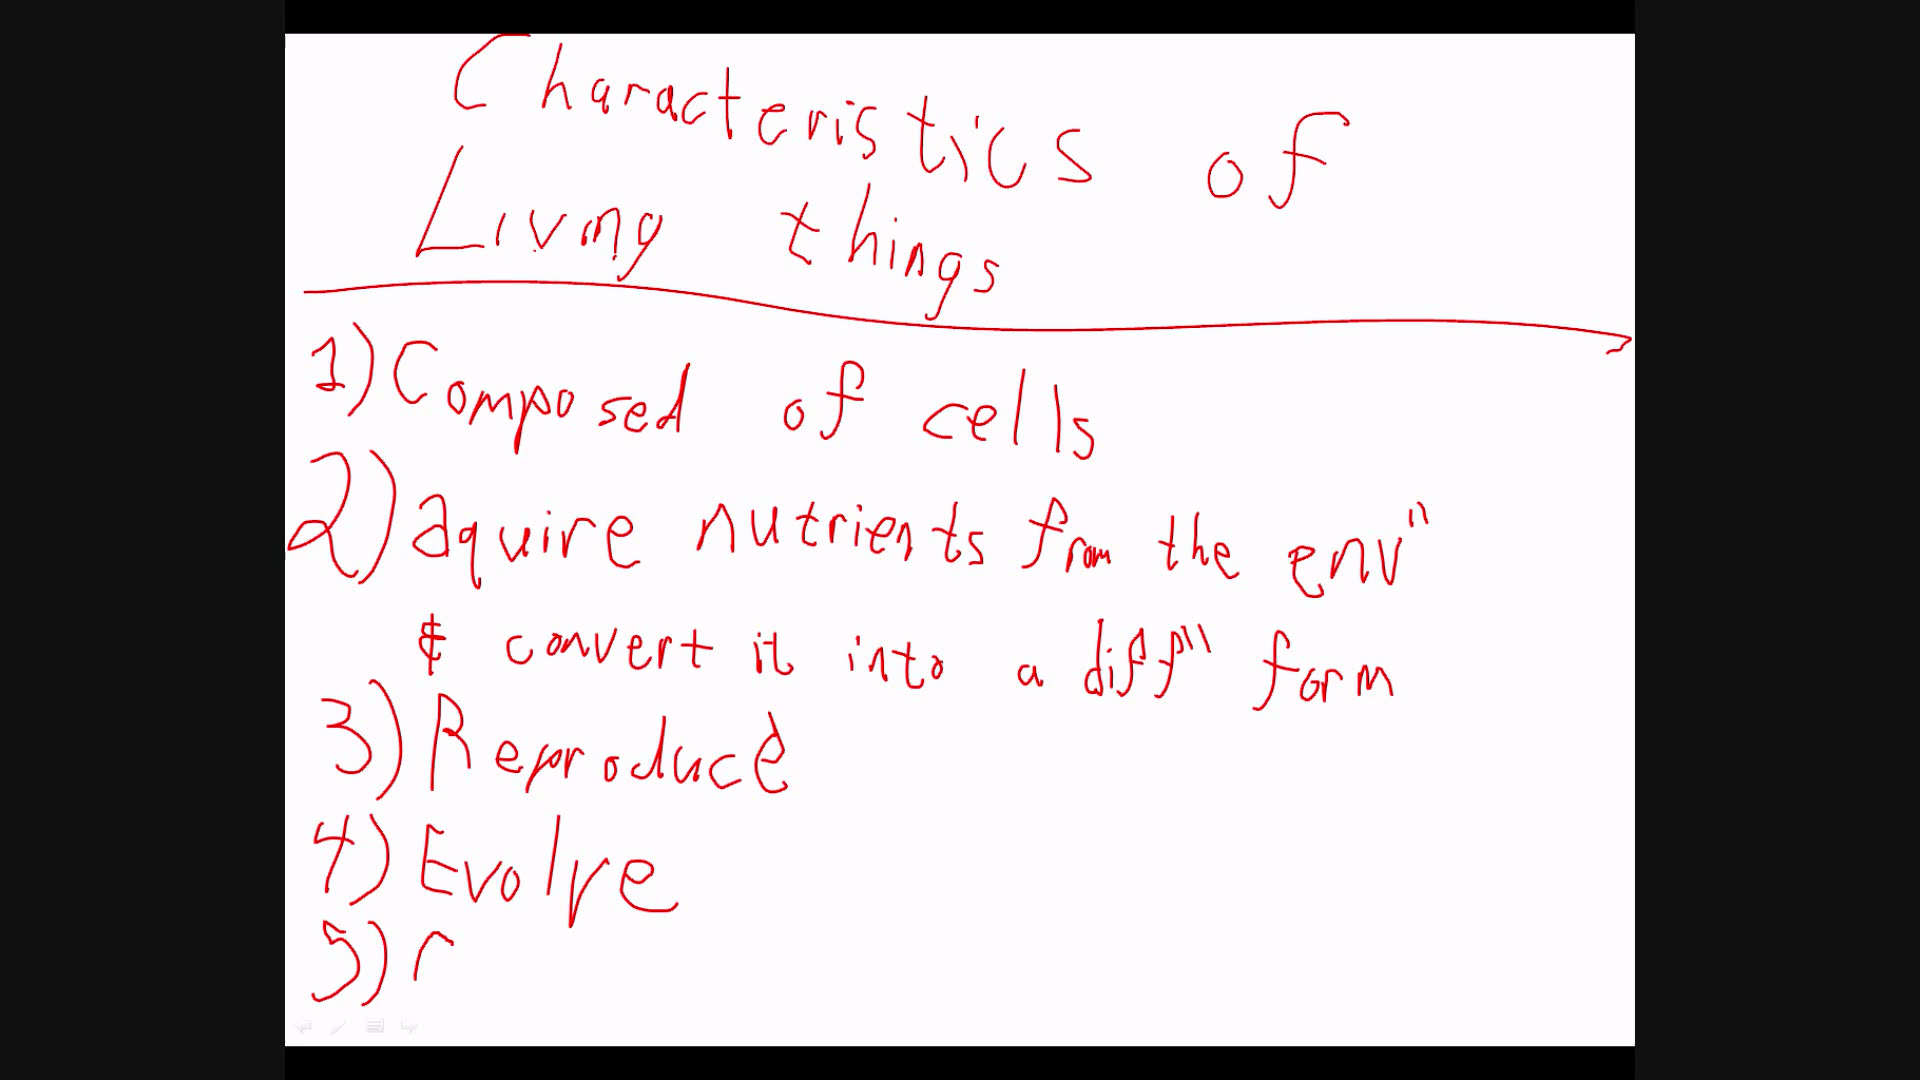 Characteristics of
Living things
1) Composed of cells
2) aquire nutrients from the env"
& convert it into a diff" form
3) Reproduce
4) Evolve
5) r